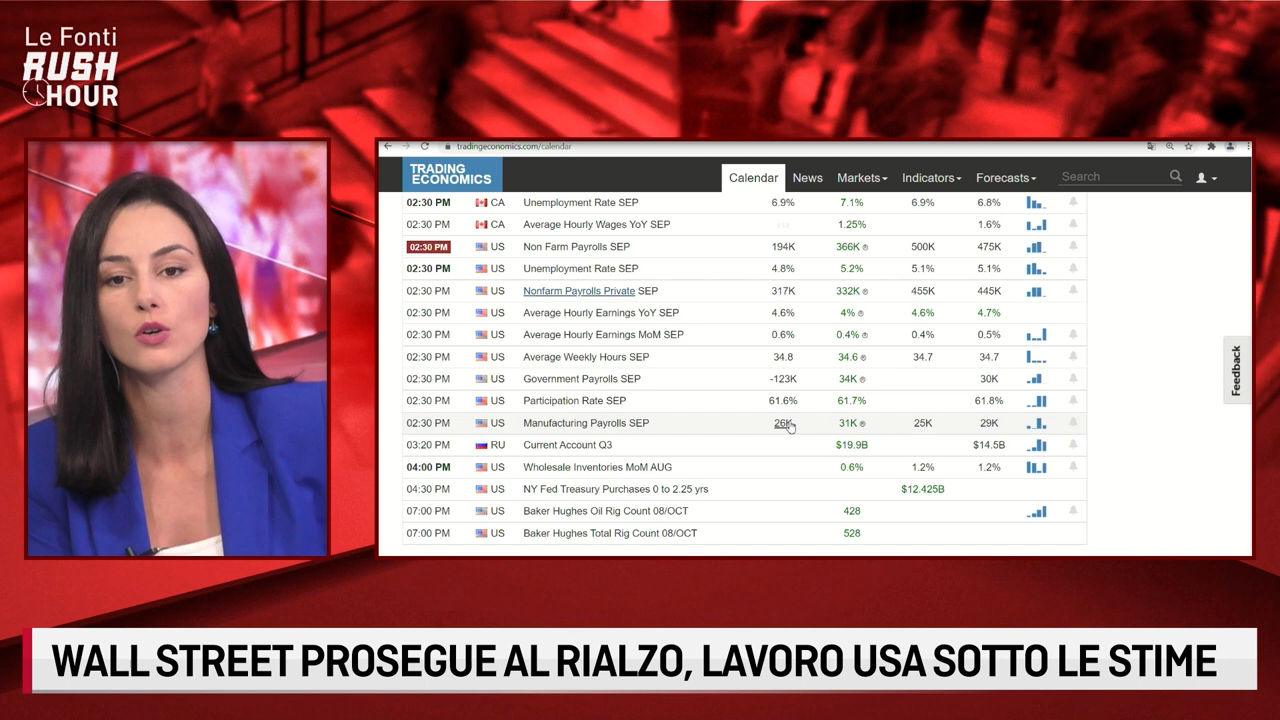 Le Fonti
RUSH
HOUR
tradingeconomics.com/calendar
TRADING
ECONOMICS
Calendar News Markets Indicators Forecasts Search
02:30 PM CA Unemployment Rate SEP 6.9% 7.1% 6.9% 6.8%
02:30 PM CA Average Hourly Wages YoY SEP 1.25% 1.6%
02:30 PM US Non Farm Payrolls SEP 194K 366K ® 500K 475K
02:30 PM US Unemployment Rate SEP 4.8% 5.2% 5.1% 5.1%
02:30 PM US Nonfarm Payrolls Private SEP 317K 332K ® 455K 445K
02:30 PM US Average Hourly Earnings YoY SEP 4.6% 4% ® 4.6% 4.7%
02:30 PM US Average Hourly Earnings MoM SEP 0.6% 0.4% ® 0.4% 0.5%
02:30 PM US Average Weekly Hours SEP 34.8 34.6 ® 34.7 34.7
02:30 PM US Government Payrolls SEP -123K 34K ® 30K
02:30 PM US Participation Rate SEP 61.6% 61.7% 61.8%
02:30 PM US Manufacturing Payrolls SEP 26K 31K ® 25K 29K
03:20 PM RU Current Account Q3 $19.9B $14.5B
04:00 PM US Wholesale Inventories MoM AUG 0.6% 1.2% 1.2%
04:30 PM US NY Fed Treasury Purchases 0 to 2.25 yrs $12.425B
07:00 PM US Baker Hughes Oil Rig Count 08/OCT 428
07:00 PM US Baker Hughes Total Rig Count 08/OCT 528
Feedback
WALL STREET PROSEGUE AL RIALZO, LAVORO USA SOTTO LE STIME